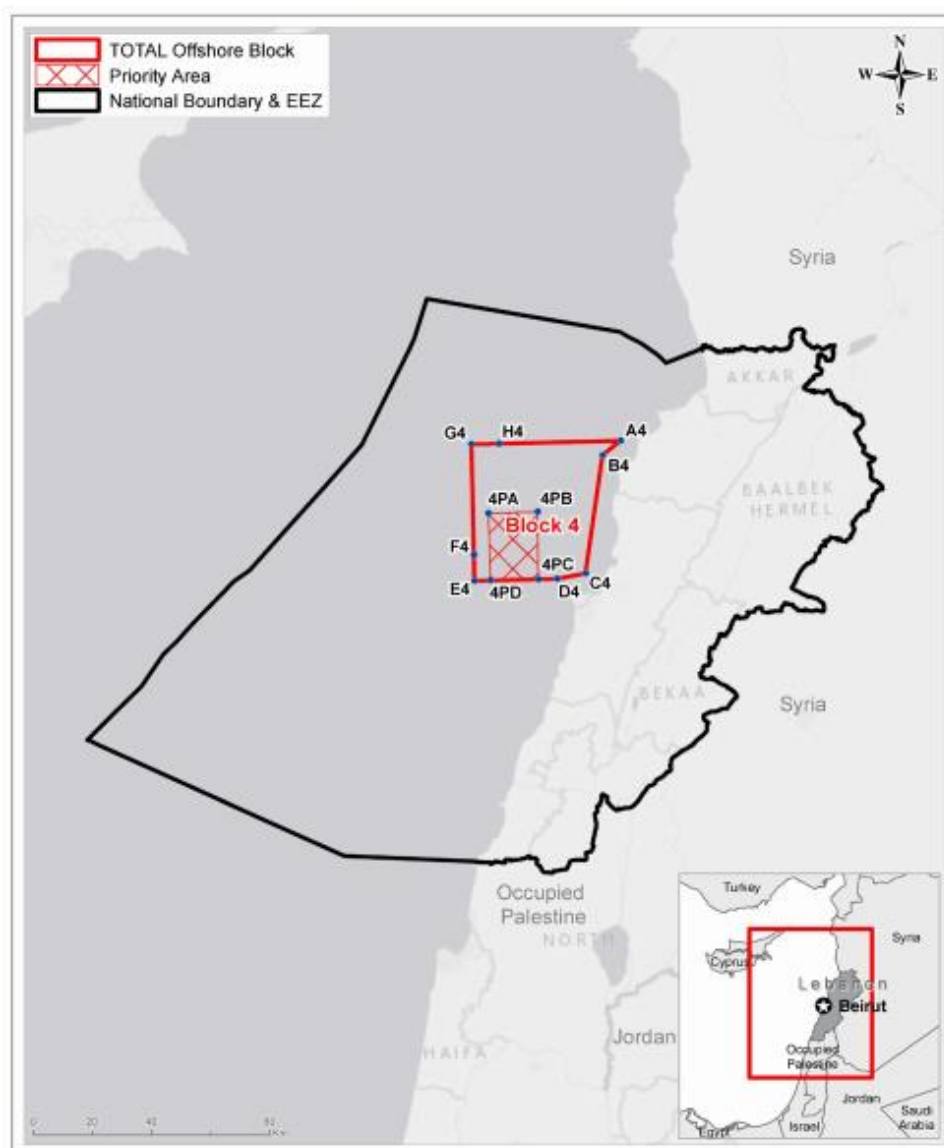 TOTAL Offshore Block
Priority Area
National Boundary & EEZ
N
W
E
S
Syria
AKKAR
G4
H4
A4
B4
BAALBEK
HERMEL
4PA
4PB
Block 4
F4
4PC
E4
4PD
D4
C4
BEKAA
Syria
Occupied
Palestine
NORTH
Jordan
HAIFA
Turkey
Syria
Cyprus
Lebanon
Beirut
Occupied
Palestine
Jordan
Saudi
Arabia
Israel
Egypt
0 20 40 80